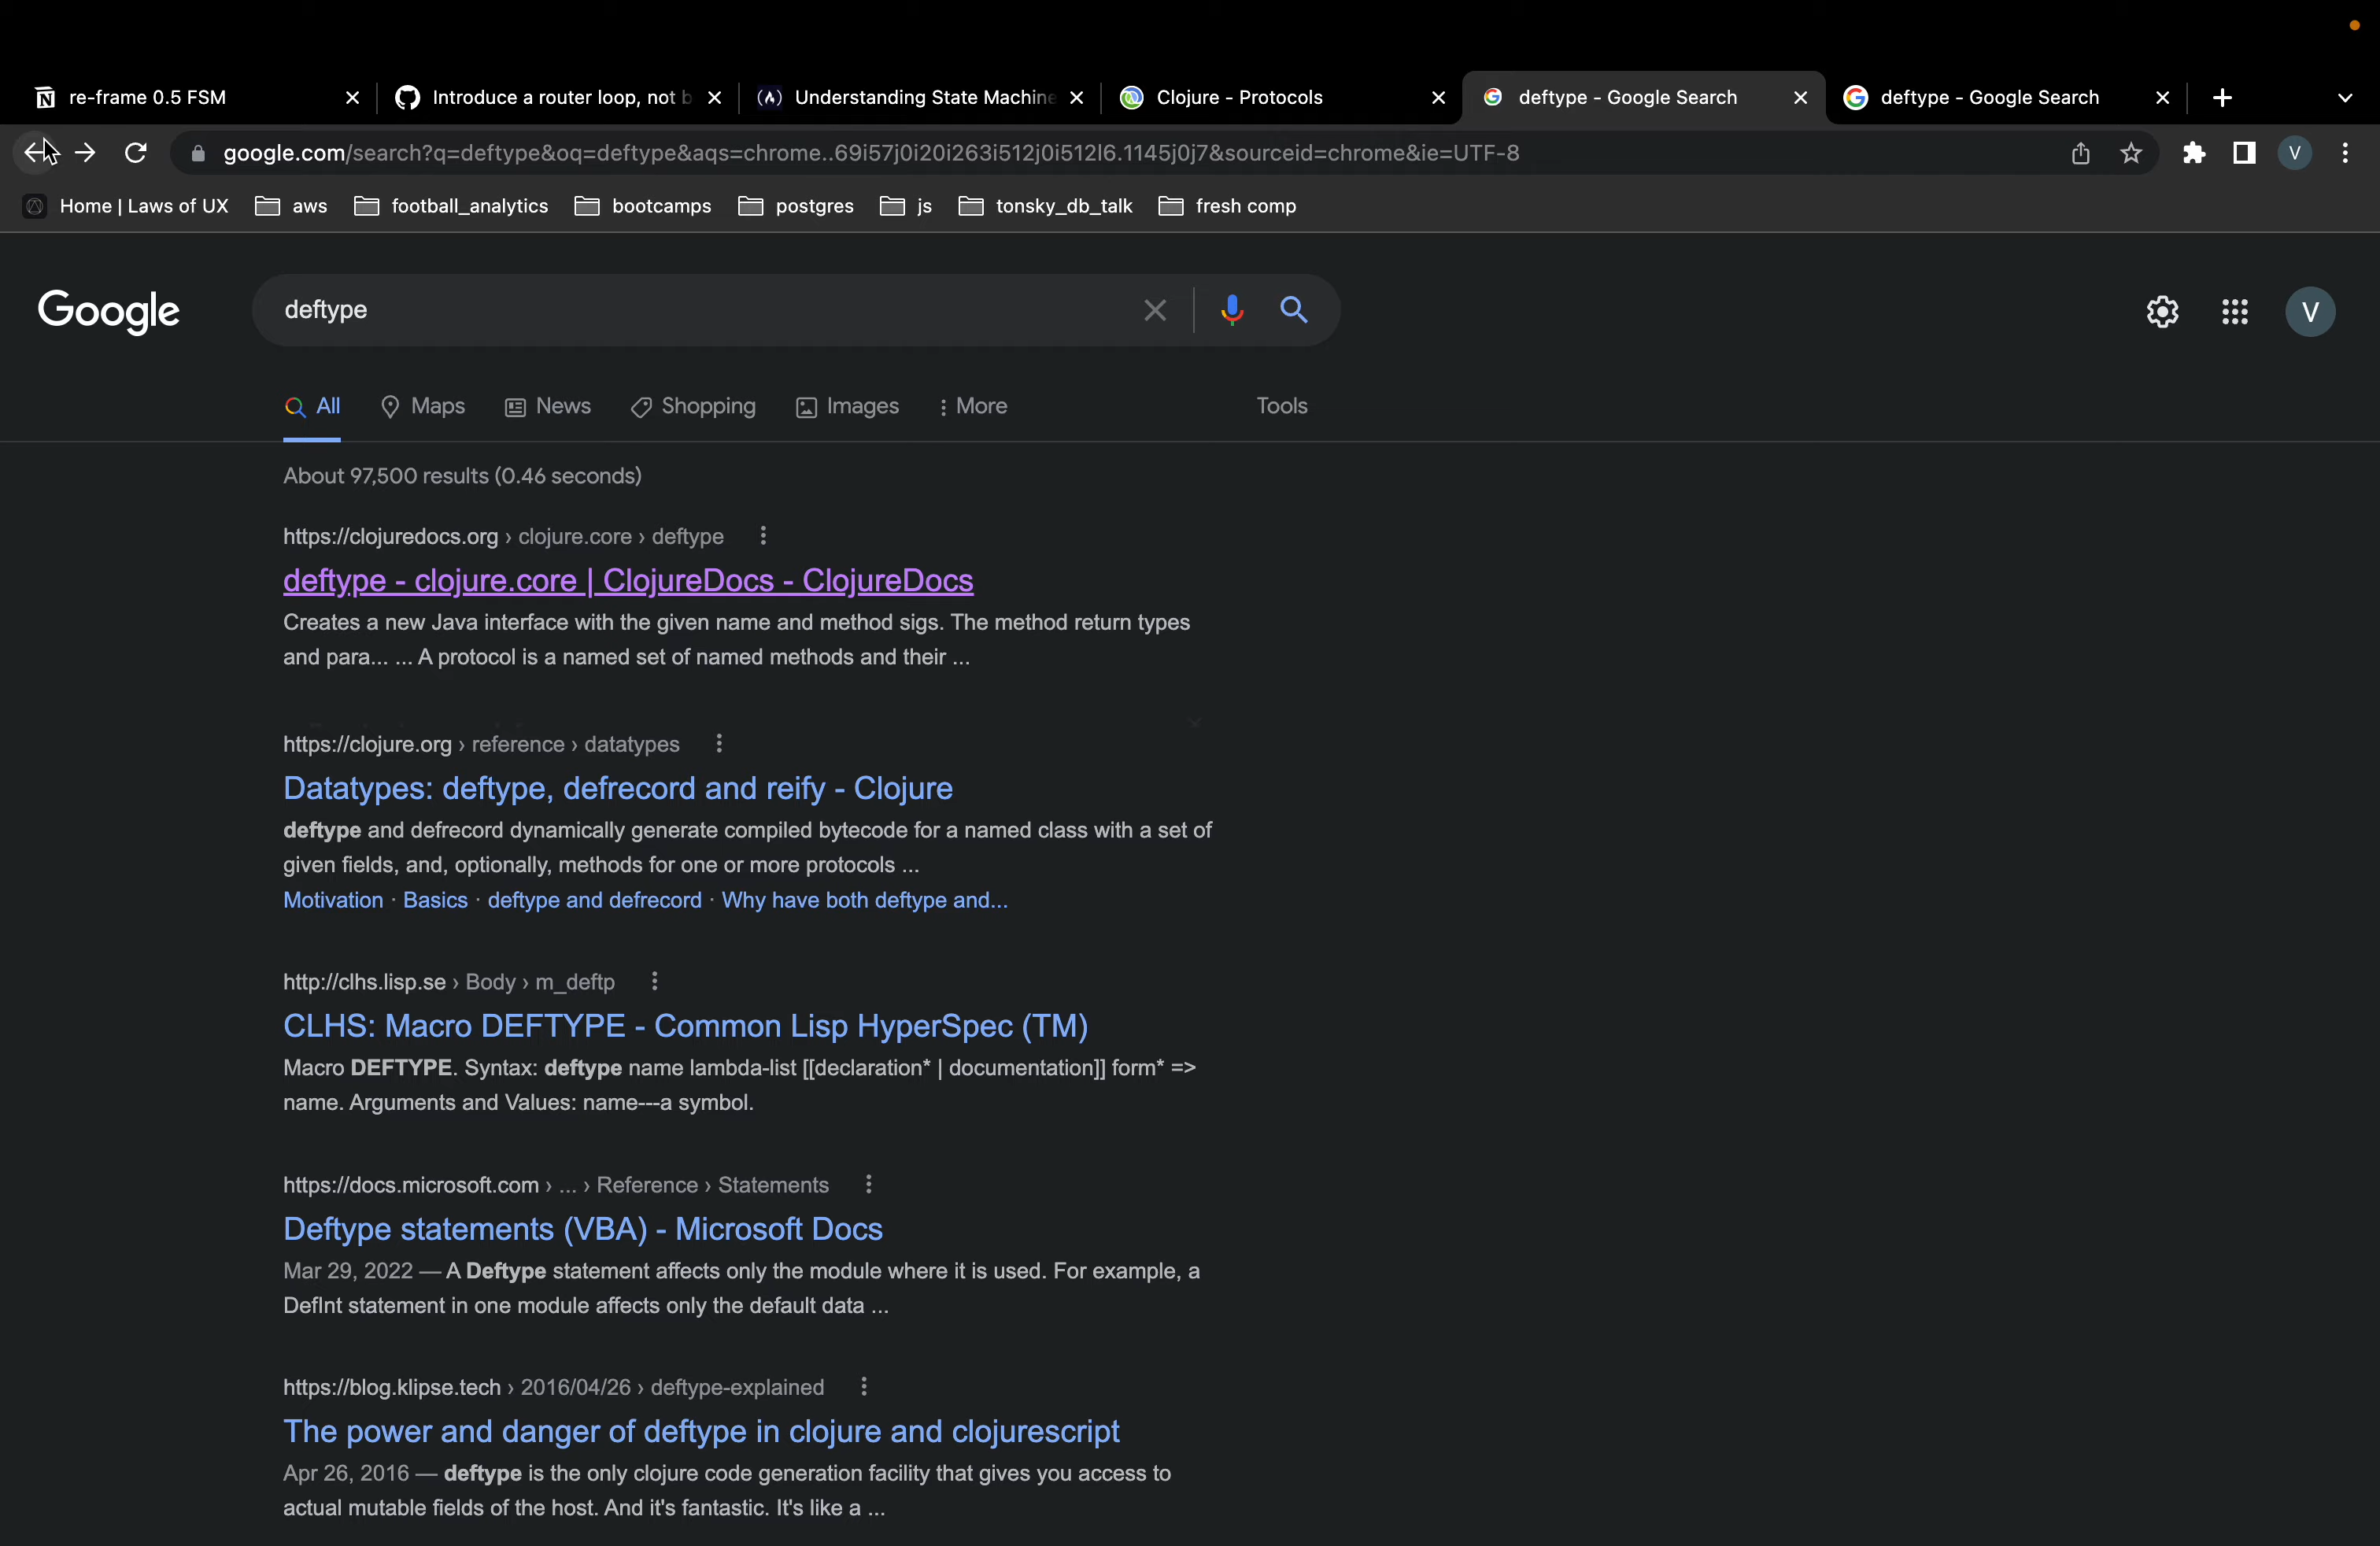 re-frame 0.5 FSM
Introduce a router loop, not b
Understanding State Machine
Clojure - Protocols
deftype - Google Search
deftype - Google Search
google.com/search?q=deftype&oq=deftype&aqs=chrome..69i57j0i20i263i512j0i512l6.1145j0j7&sourceid=chrome&ie=UTF-8
V
Home | Laws of UX
aws
football_analytics
bootcamps
postgres
js
tonsky_db_talk
fresh comp
Google
deftype
V
All
Maps
News
Shopping
Images
More
Tools
About 97,500 results (0.46 seconds)
https://clojuredocs.org › clojure.core › deftype
deftype - clojure.core | ClojureDocs - ClojureDocs
Creates a new Java interface with the given name and method sigs. The method return types
and para... ... A protocol is a named set of named methods and their ...
https://clojure.org › reference › datatypes
Datatypes: deftype, defrecord and reify - Clojure
deftype and defrecord dynamically generate compiled bytecode for a named class with a set of
given fields, and, optionally, methods for one or more protocols ...
Motivation · Basics · deftype and defrecord · Why have both deftype and...
http://clhs.lisp.se › Body › m_deftp
CLHS: Macro DEFTYPE - Common Lisp HyperSpec (TM)
Macro DEFTYPE. Syntax: deftype name lambda-list [[declaration* | documentation]] form* =>
name. Arguments and Values: name---a symbol.
https://docs.microsoft.com › ... › Reference › Statements
Deftype statements (VBA) - Microsoft Docs
Mar 29, 2022 — A Deftype statement affects only the module where it is used. For example, a
DefInt statement in one module affects only the default data ...
https://blog.klipse.tech › 2016/04/26 › deftype-explained
The power and danger of deftype in clojure and clojurescript
Apr 26, 2016 — deftype is the only clojure code generation facility that gives you access to
actual mutable fields of the host. And it's fantastic. It's like a ...